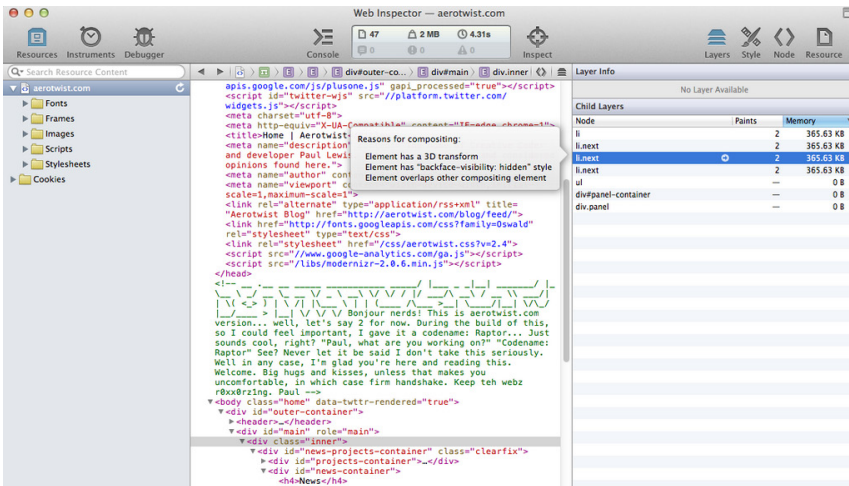 Web Inspector — aerotwist.com
47 2 MB 4.31s
0 0 0
Resources Instruments Debugger Console Inspect Layers Style Node Resource
Search Resource Content
div#outer-co... div#main div.inner
Layer Info
aerotwist.com
Fonts
Frames
Images
Scripts
Stylesheets
Cookies
apis.google.com/js/plusone.js" gapi_processed="true"></script>
<script id="twitter-wjs" src="//platform.twitter.com/
widgets.js"></script>
<meta charset="utf-8">
<meta http-equiv="X-UA-Compatible" content="IE=edge,chrome=1">
<title>Home | Aerotwist
<meta name="description"
and developer Paul Lewis
opinions found here.">
<meta name="author" cont
<meta name="viewport" co
scale=1,maximum-scale=1">
<link rel="alternate" type="application/rss+xml" title=
"Aerotwist Blog" href="http://aerotwist.com/blog/feed/">
<link href="http://fonts.googleapis.com/css?family=Oswald"
rel="stylesheet" type="text/css">
<link rel="stylesheet" href="/css/aerotwist.css?v=2.4">
<script src="//www.google-analytics.com/ga.js"></script>
<script src="/libs/modernizr-2.0.6.min.js"></script>
</head>
Bonjour nerds! This is aerotwist.com
version... well, let's say 2 for now. During the build of this,
so I could feel important, I gave it a codename: Raptor... Just
sounds cool, right? "Paul, what are you working on?" "Codename:
Raptor" See? Never let it be said I don't take this seriously.
Well in any case, I'm glad you're here and reading this.
Welcome. Big hugs and kisses, unless that makes you
uncomfortable, in which case firm handshake. Keep teh webz
r0xx0rz1ng. Paul -->
<body class="home" data-twttr-rendered="true">
<div id="outer-container">
<header>…</header>
<div id="main" role="main">
<div class="inner">
<div id="news-projects-container" class="clearfix">
<div id="projects-container">…</div>
<div id="news-container">
<h4>News</h4>
Reasons for compositing:
Element has a 3D transform
Element has "backface-visibility: hidden" style
Element overlaps other compositing element
No Layer Available
Child Layers
Node Paints Memory
li 2 365.63 KB
li.next 2 365.63 KB
li.next 2 365.63 KB
li.next 2 365.63 KB
ul — 0 B
div#panel-container — 0 B
div.panel — 0 B